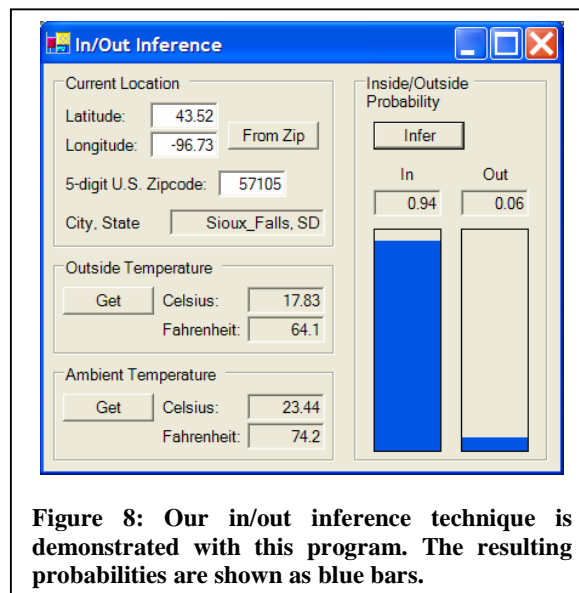 In/Out Inference
Current Location
Latitude: 43.52
Longitude: -96.73
From Zip
5-digit U.S. Zipcode: 57105
City, State Sioux_Falls, SD
Outside Temperature
Get Celsius: 17.83
Fahrenheit: 64.1
Ambient Temperature
Get Celsius: 23.44
Fahrenheit: 74.2
Inside/Outside
Probability
Infer
In Out
0.94 0.06
Figure 8: Our in/out inference technique is
demonstrated with this program. The resulting
probabilities are shown as blue bars.